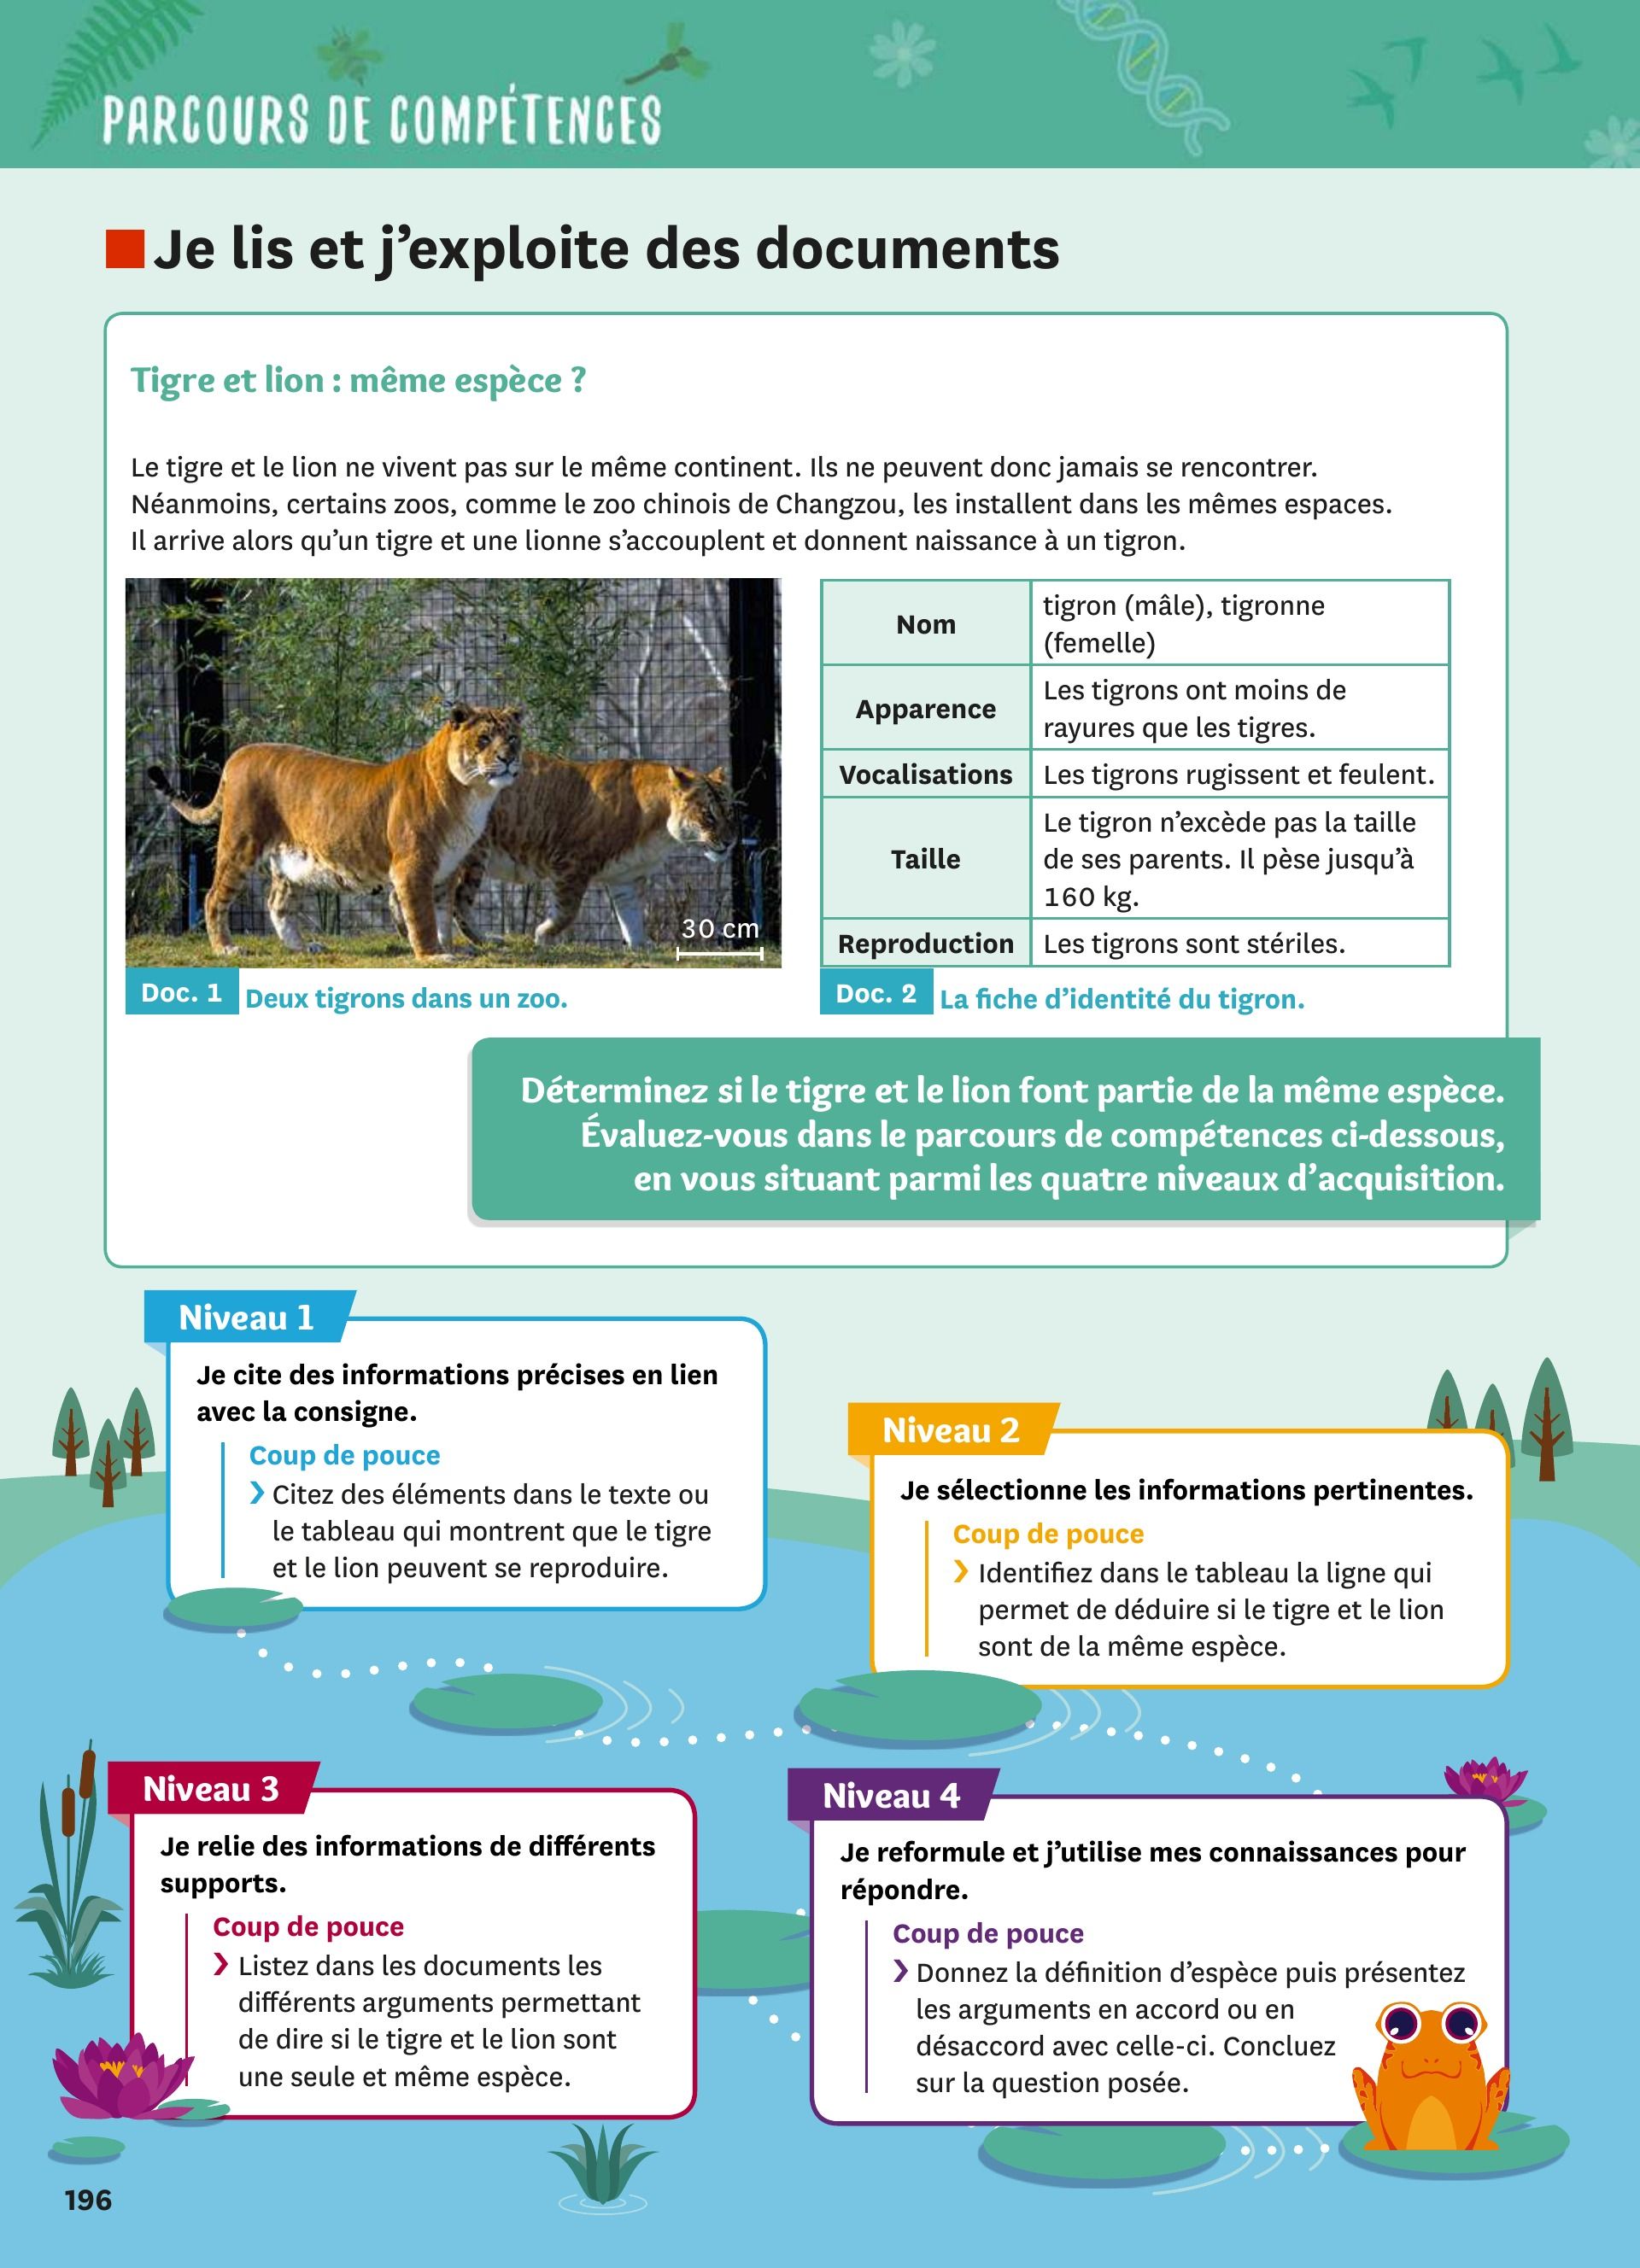 PARCOURS DE COMPÉTENCES
Je lis et j'exploite des documents
Tigre et lion : même espèce ?
Le tigre et le lion ne vivent pas sur le même continent. Ils ne peuvent donc jamais se rencontrer.
Néanmoins, certains zoos, comme le zoo chinois de Changzou, les installent dans les mêmes espaces.
Il arrive alors qu'un tigre et une lionne s'accouplent et donnent naissance à un tigron.
30 cm
Doc. 1 Deux tigrons dans un zoo.
Nom
tigron (mâle), tigronne
(femelle)
Apparence
Les tigrons ont moins de
rayures que les tigres.
Vocalisations
Les tigrons rugissent et feulent.
Taille
Le tigron n'excède pas la taille
de ses parents. Il pèse jusqu'à
160 kg.
Reproduction
Les tigrons sont stériles.
Doc. 2 La fiche d'identité du tigron.
Déterminez si le tigre et le lion font partie de la même espèce.
Évaluez-vous dans le parcours de compétences ci-dessous,
en vous situant parmi les quatre niveaux d'acquisition.
Niveau 1
Je cite des informations précises en lien
avec la consigne.
Coup de pouce
› Citez des éléments dans le texte ou
le tableau qui montrent que le tigre
et le lion peuvent se reproduire.
Niveau 2
Je sélectionne les informations pertinentes.
Coup de pouce
› Identifiez dans le tableau la ligne qui
permet de déduire si le tigre et le lion
sont de la même espèce.
Niveau 3
Je relie des informations de différents
supports.
Coup de pouce
› Listez dans les documents les
différents arguments permettant
de dire si le tigre et le lion sont
une seule et même espèce.
Niveau 4
Je reformule et j'utilise mes connaissances pour
répondre.
Coup de pouce
› Donnez la définition d'espèce puis présentez
les arguments en accord ou en
désaccord avec celle-ci. Concluez
sur la question posée.
196